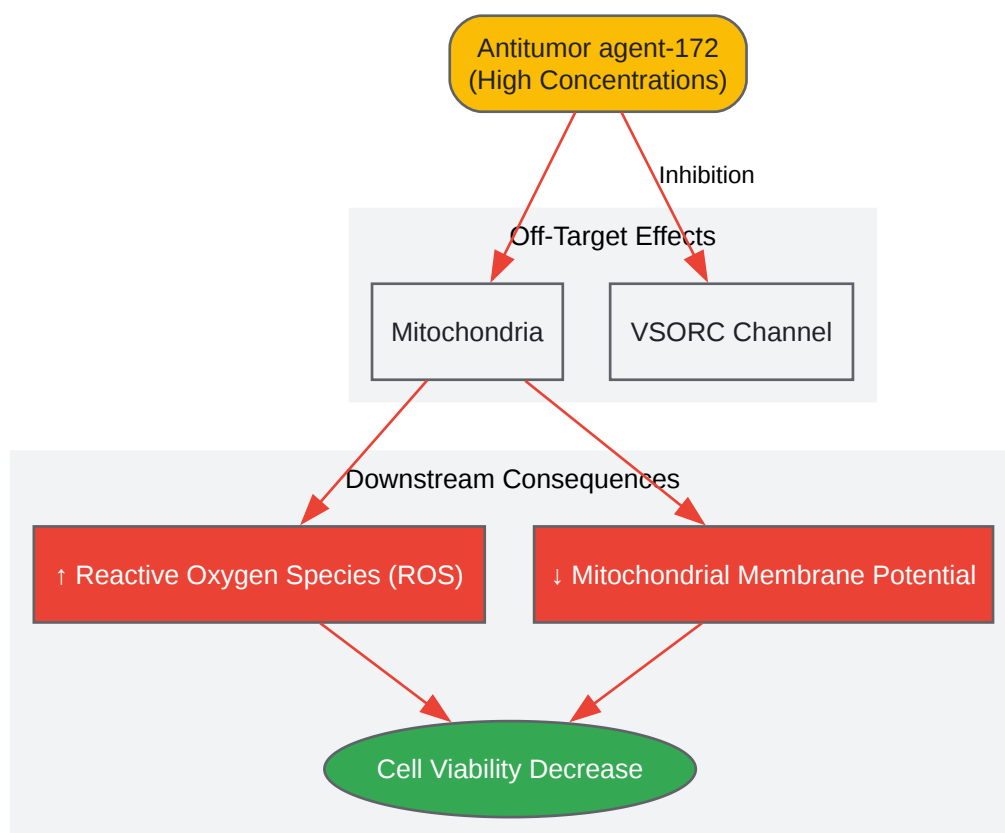 Antitumor agent-172
(High Concentrations)
Inhibition
Off-Target Effects
Mitochondria
VSORC Channel
Downstream Consequences
↑ Reactive Oxygen Species (ROS)
↓ Mitochondrial Membrane Potential
Cell Viability Decrease